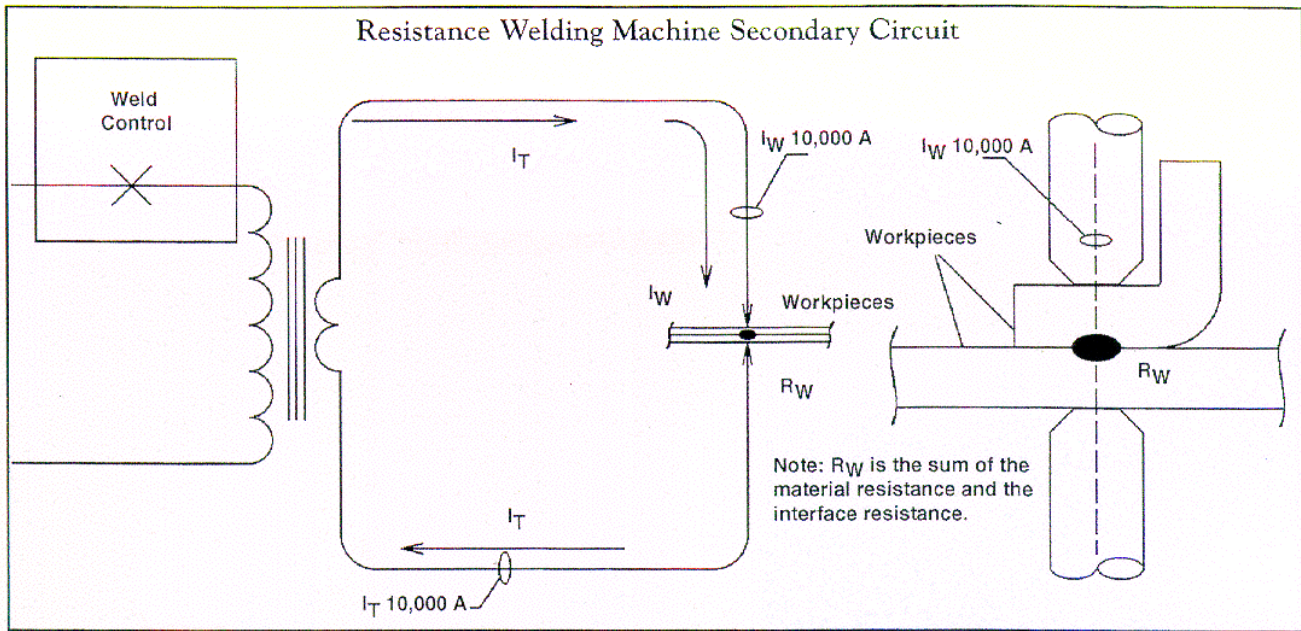 Resistance Welding Machine Secondary Circuit
Weld
Control
IT
IW 10,000 A
IW 10,000 A
Workpieces
IW
Workpieces
RW
RW
Note: RW is the sum of the
material resistance and the
interface resistance.
IT
IT 10,000 A